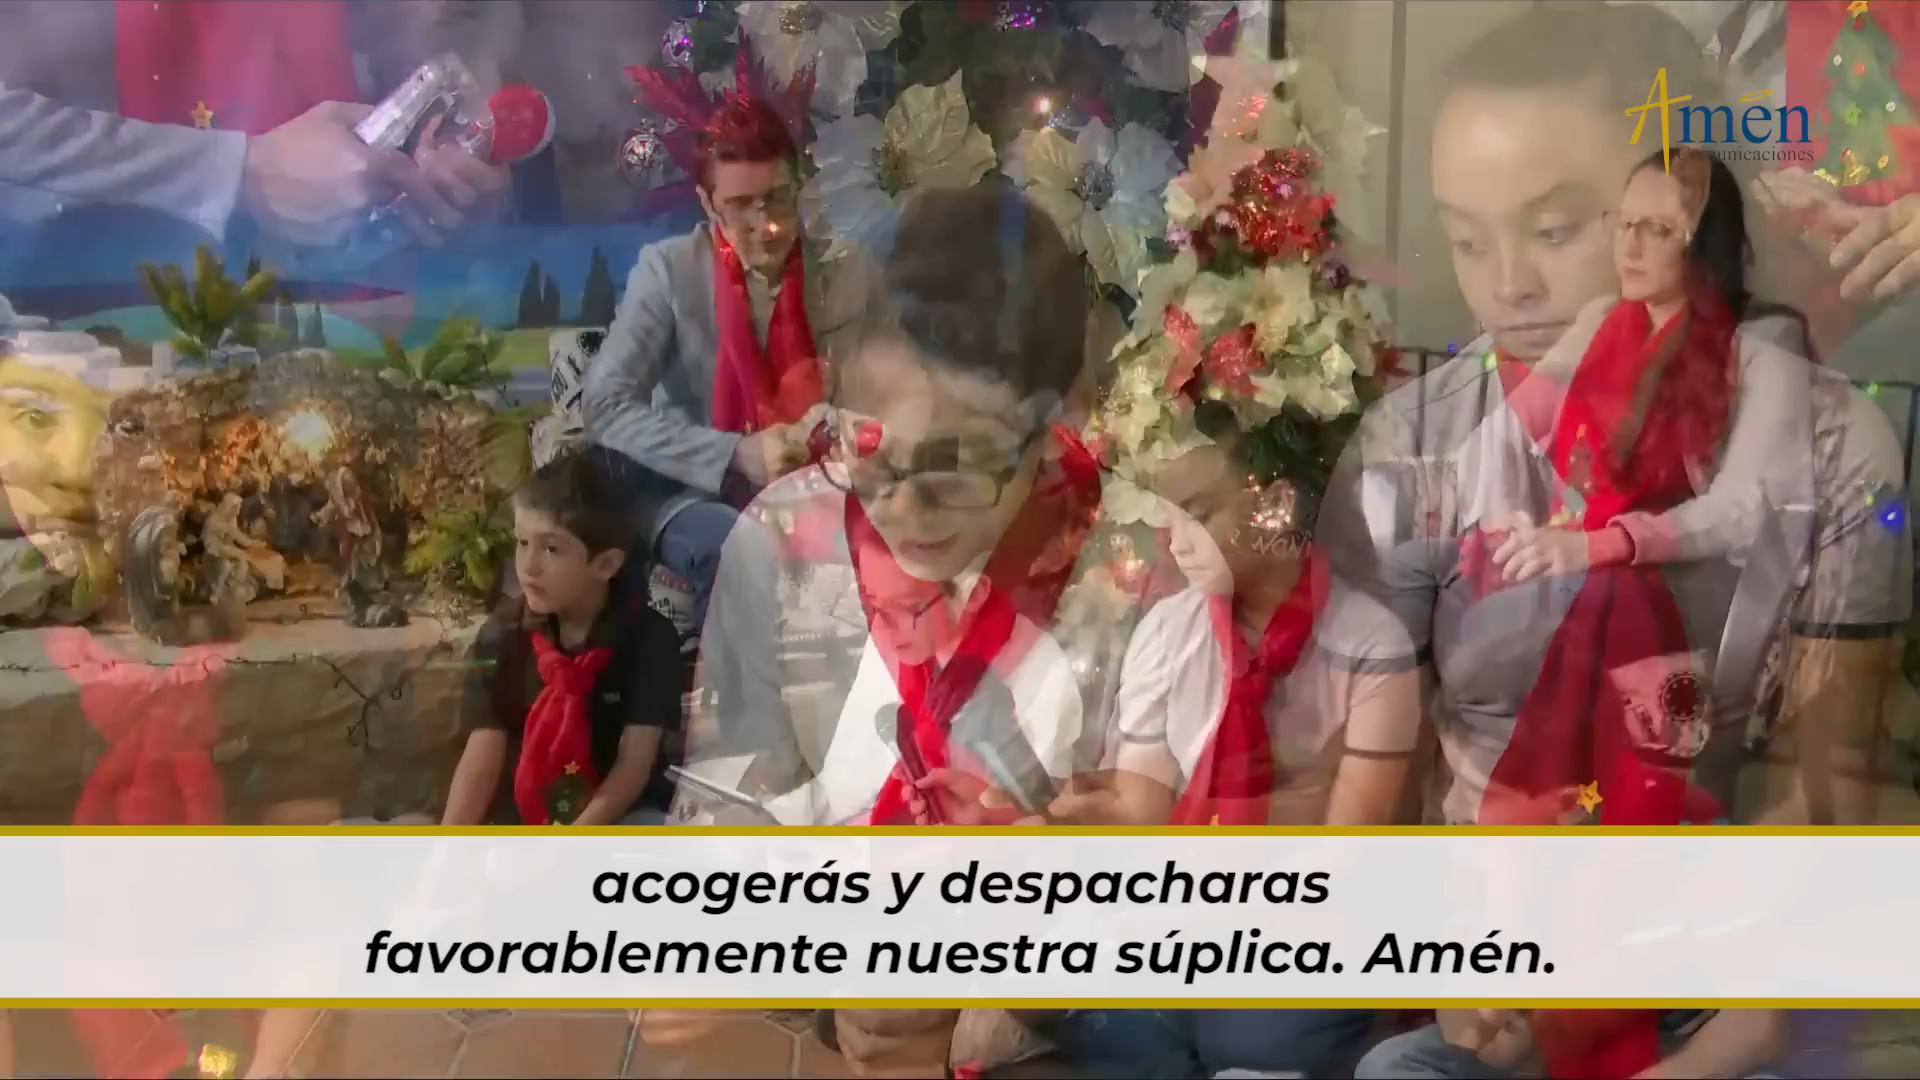 Amén
Comunicaciones
acogerás y despacharas
favorablemente nuestra súplica. Amén.